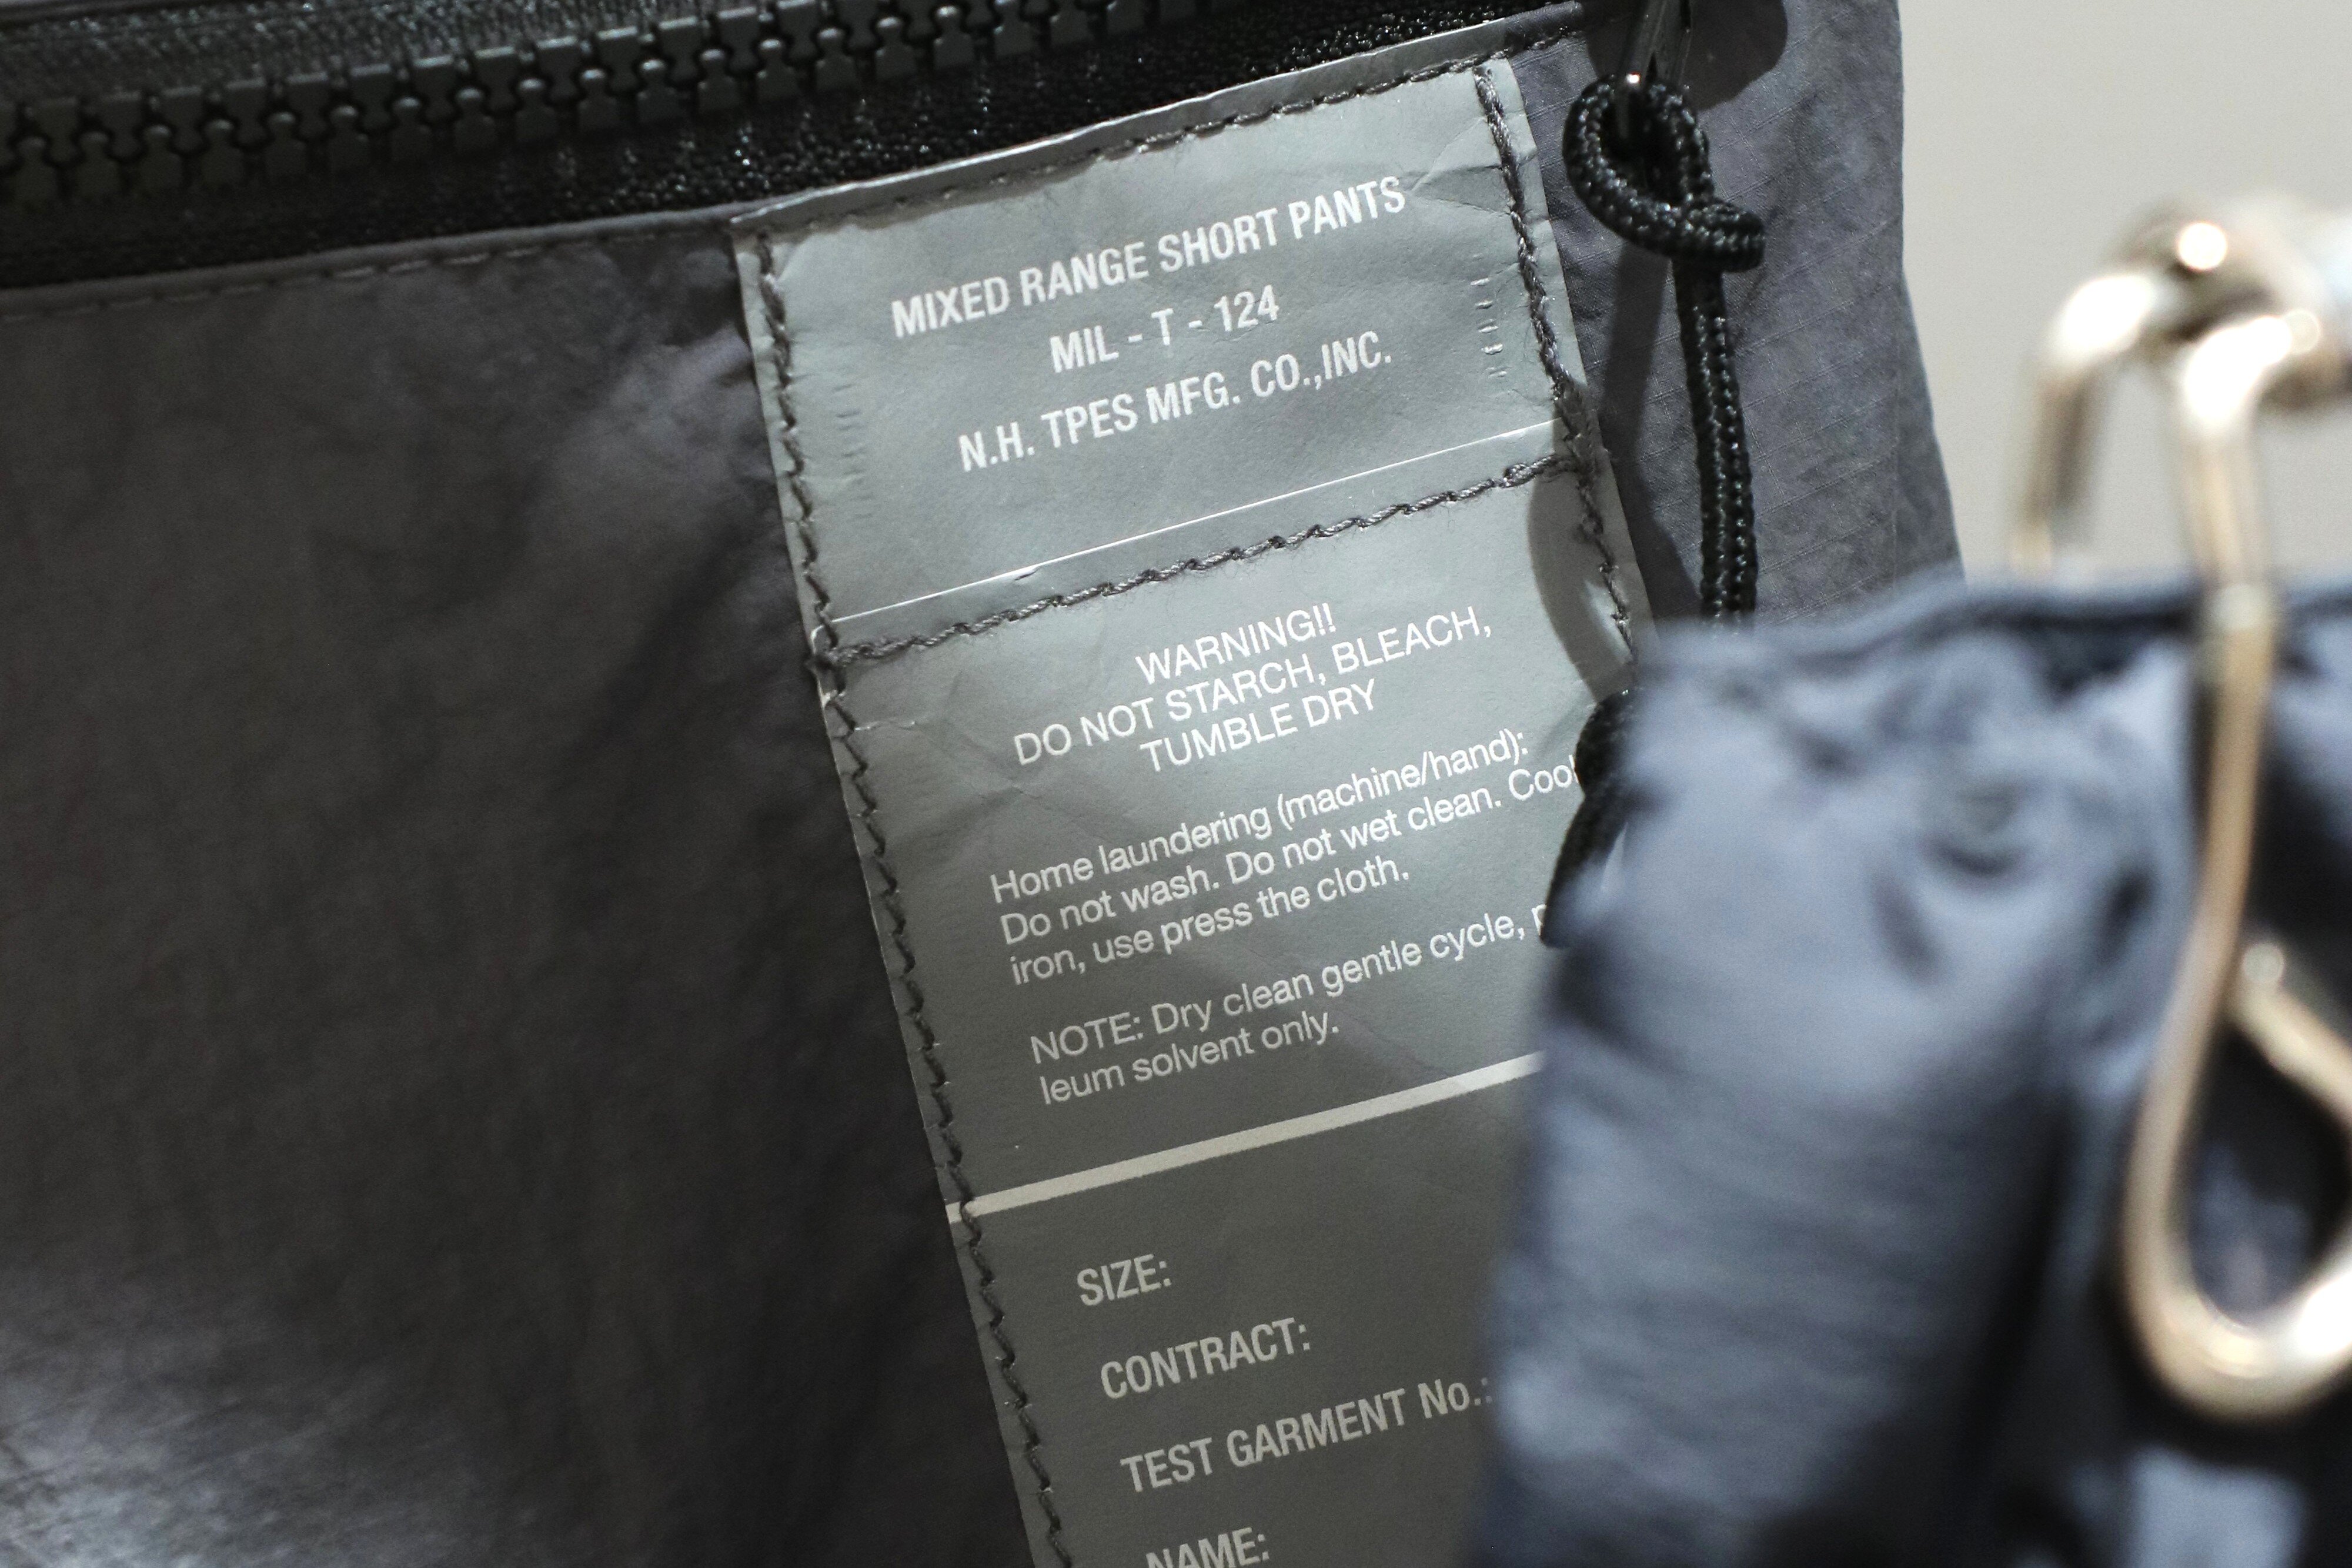 MIXED RANGE SHORT PANTS
MIL - T - 124
N.H. TPES MFG. CO.,INC.
WARNING!!
DO NOT STARCH, BLEACH,
TUMBLE DRY
Home laundering (machine/hand):
Do not wash. Do not wet clean. Cool
iron, use press the cloth.
NOTE: Dry clean gentle cycle,
leum solvent only.
SIZE:
CONTRACT:
TEST GARMENT No.:
NAME: